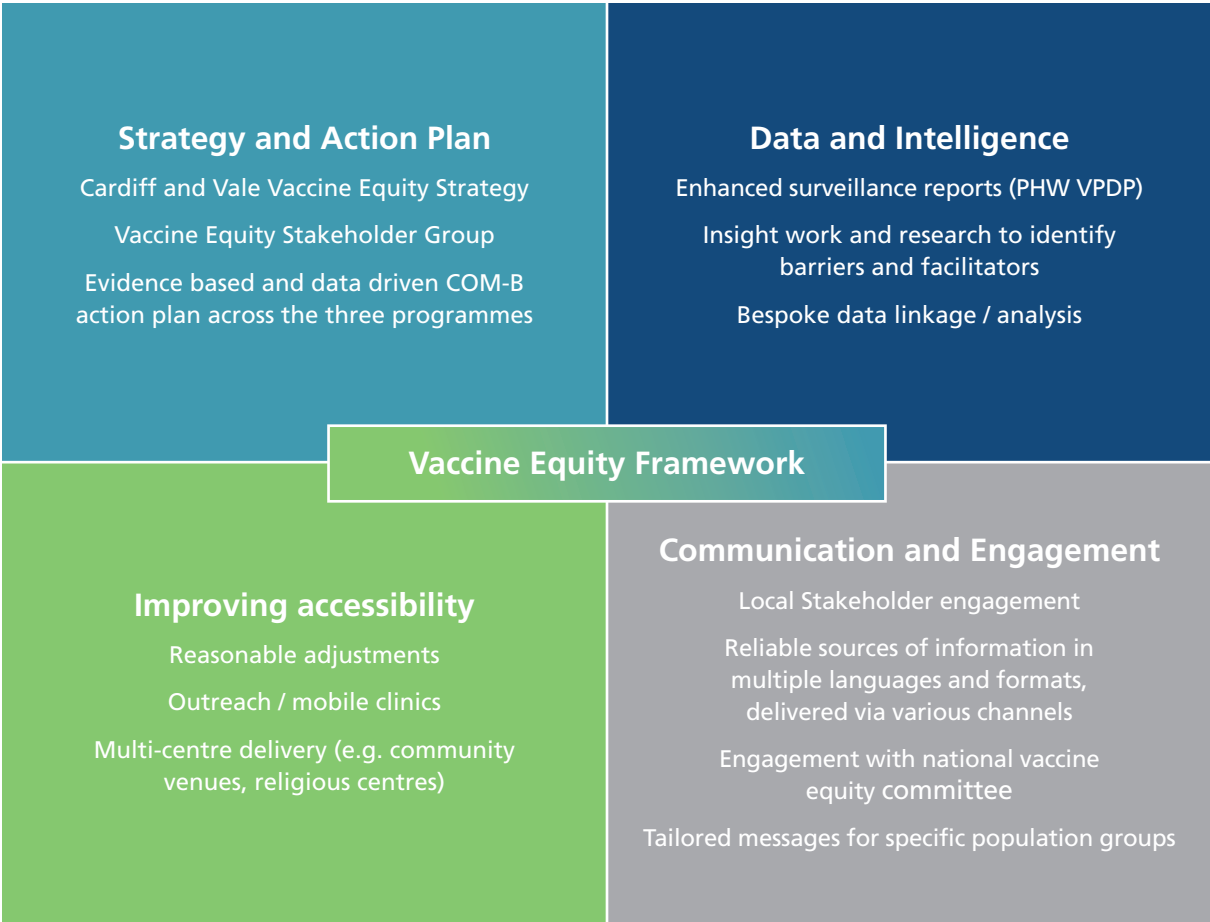 Strategy and Action Plan
Cardiff and Vale Vaccine Equity Strategy
Vaccine Equity Stakeholder Group
Evidence based and data driven COM-B
action plan across the three programmes
Data and Intelligence
Enhanced surveillance reports (PHW VPDP)
Insight work and research to identify
barriers and facilitators
Bespoke data linkage / analysis
Vaccine Equity Framework
Improving accessibility
Reasonable adjustments
Outreach / mobile clinics
Multi-centre delivery (e.g. community
venues, religious centres)
Communication and Engagement
Local Stakeholder engagement
Reliable sources of information in
multiple languages and formats,
delivered via various channels
Engagement with national vaccine
equity committee
Tailored messages for specific population groups